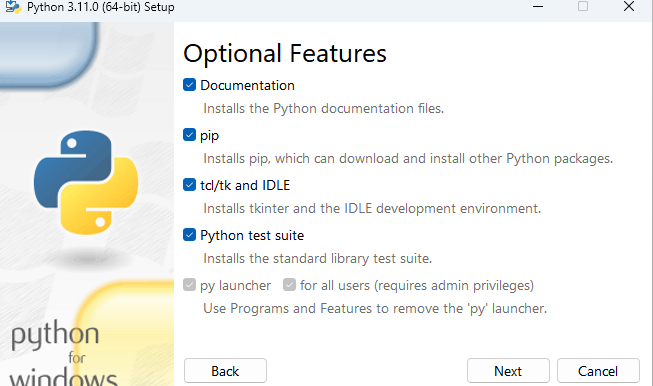 Python 3.11.0 (64-bit) Setup
Optional Features
Documentation
Installs the Python documentation files.
pip
Installs pip, which can download and install other Python packages.
tcl/tk and IDLE
Installs tkinter and the IDLE development environment.
Python test suite
Installs the standard library test suite.
py launcher for all users (requires admin privileges)
Use Programs and Features to remove the 'py' launcher.
python
for
windows
Back Next Cancel